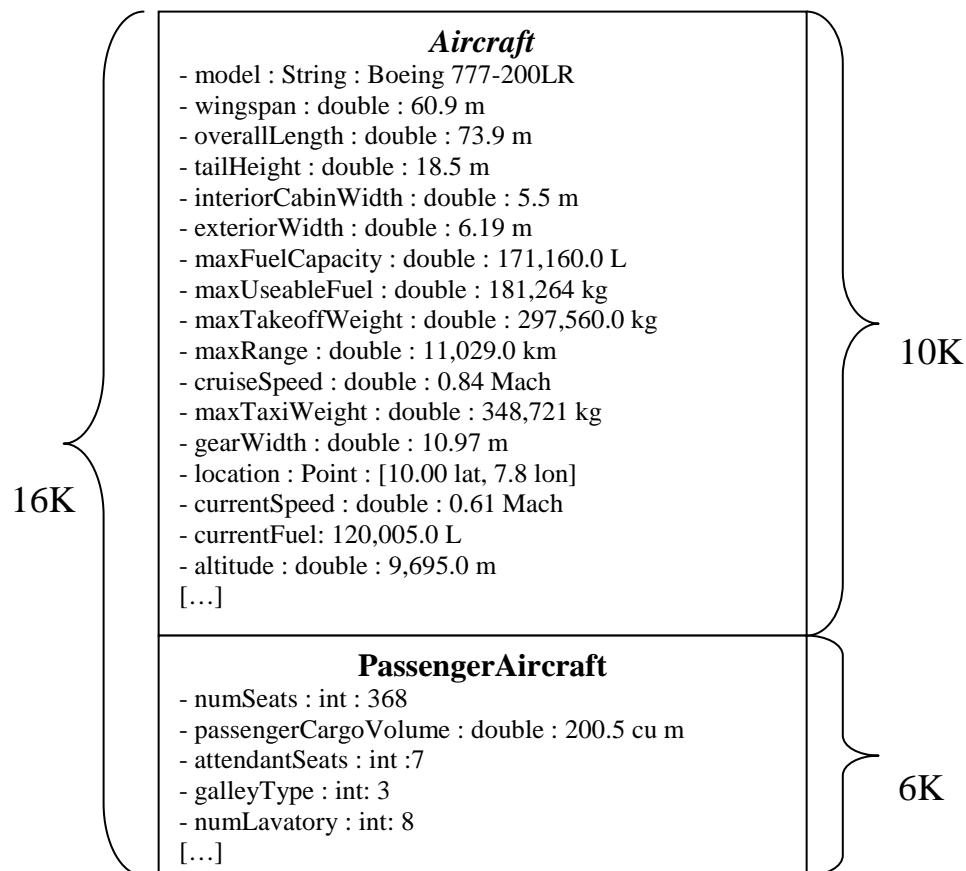 Aircraft
- model : String : Boeing 777-200LR
- wingspan : double : 60.9 m
- overallLength : double : 73.9 m
- tailHeight : double : 18.5 m
- interiorCabinWidth : double : 5.5 m
- exteriorWidth : double : 6.19 m
- maxFuelCapacity : double : 171,160.0 L
- maxUseableFuel : double : 181,264 kg
- maxTakeoffWeight : double : 297,560.0 kg
- maxRange : double : 11,029.0 km
- cruiseSpeed : double : 0.84 Mach
- maxTaxiWeight : double : 348,721 kg
- gearWidth : double : 10.97 m
- location : Point : [10.00 lat, 7.8 lon]
- currentSpeed : double : 0.61 Mach
- currentFuel: 120,005.0 L
- altitude : double : 9,695.0 m
[…]
10K
16K
PassengerAircraft
- numSeats : int : 368
- passengerCargoVolume : double : 200.5 cu m
- attendantSeats : int :7
- galleyType : int: 3
- numLavatory : int: 8
[…]
6K